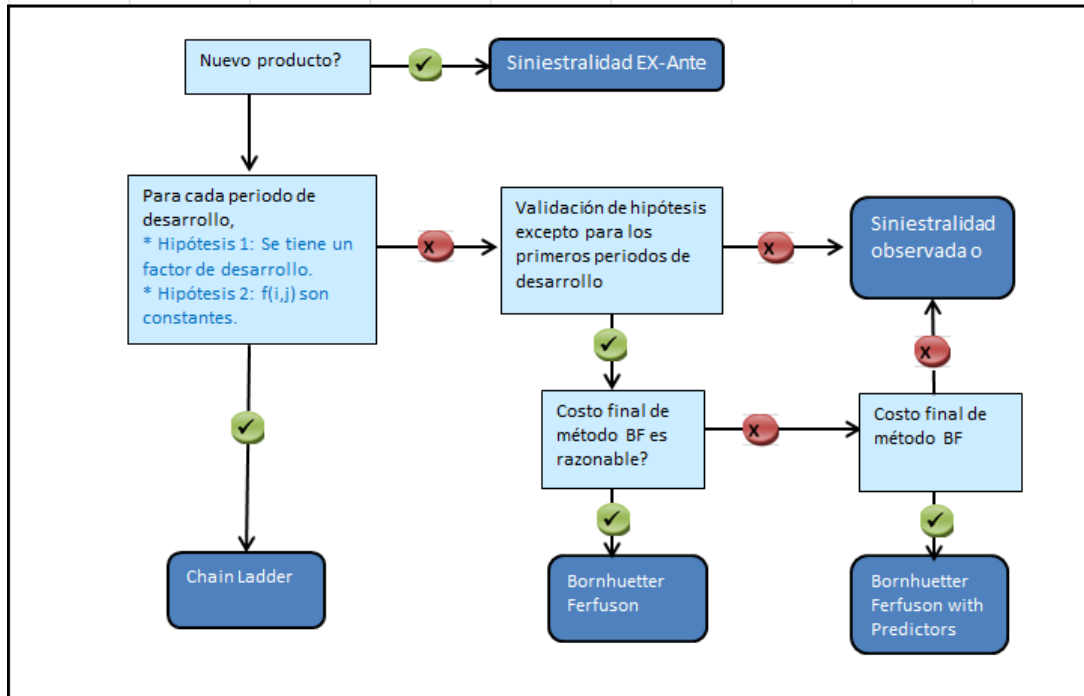 Nuevo producto?
Siniestralidad EX-Ante
Para cada periodo de
desarrollo,
* Hipótesis 1: Se tiene un
factor de desarrollo.
* Hipótesis 2: f(i,j) son
constantes.
x
Validación de hipótesis
excepto para los
primeros periodos de
desarrollo
x
Siniestralidad
observada o
x
Costo final de
método BF es
razonable?
x
Costo final de
método BF
Chain Ladder
Bornhuetter
Ferfuson
Bornhuetter
Ferfuson with
Predictors